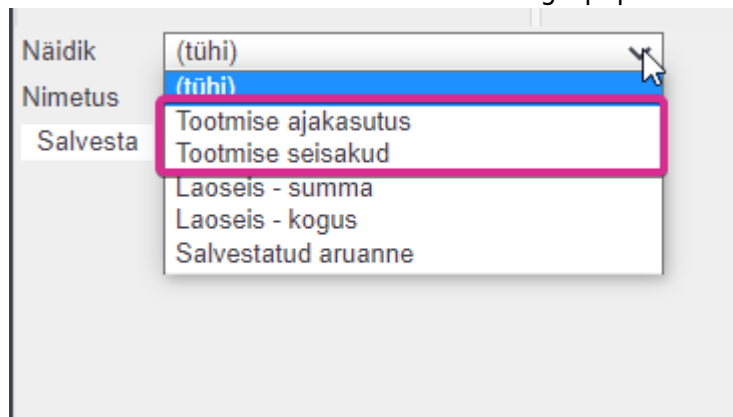 Näidik (tühi)
(tühi)
Nimetus
Tootmise ajakasutus
Salvesta
Tootmise seisakud
Laoseis - summa
Laoseis - kogus
Salvestatud aruanne